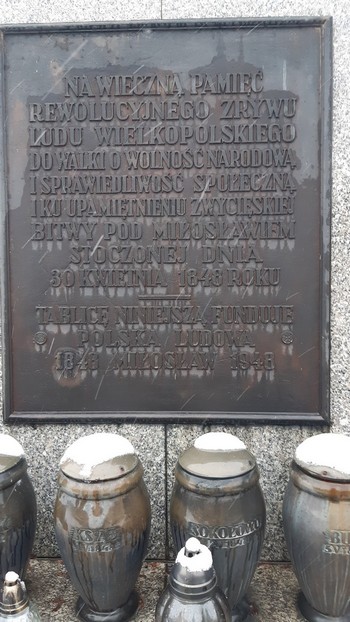 NA WIECZNĄ PAMIĘĆ
REWOLUCYJNEGO ZRYWU
LUDU WIELKOPOLSKIEGO
DO WALKI O WOLNOŚĆ NARODOWĄ
I SPRAWIEDLIWOŚĆ SPOŁECZNĄ
I KU UPAMIĘTNIENIU ZWYCIĘSKIEJ
BITWY POD MIŁOSŁAWIEM
STOCZONEJ DNIA
30 KWIETNIA 1848 ROKU
TABLICĘ NINIEJSZĄ FUNDUJE
POLSKA LUDOWA
1848 MIŁOSŁAW 1948
SOKOŁOWO